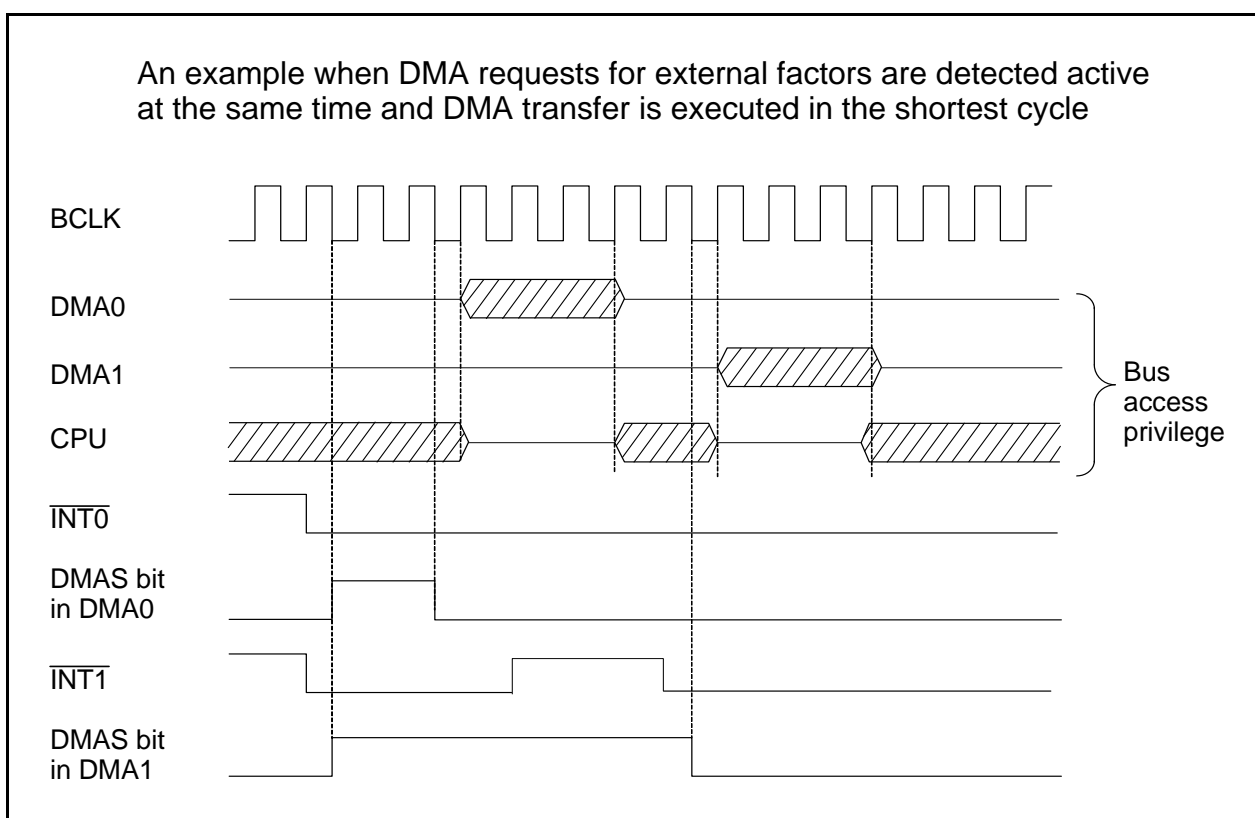 An example when DMA requests for external factors are detected active
at the same time and DMA transfer is executed in the shortest cycle
BCLK
DMA0
DMA1
CPU
Bus
access
privilege
INT0
DMAS bit
in DMA0
INT1
DMAS bit
in DMA1